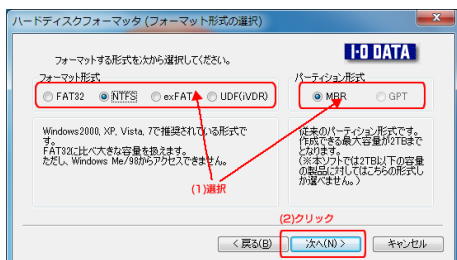 ハードディスクフォーマッタ(フォーマット形式の選択)
I-O DATA
フォーマットする形式を次から選択してください。
フォーマット形式
FAT32 NTFS exFAT UDF(iVDR)
パーティション形式
MBR GPT
Windows2000, XP, Vista, 7で推奨されている形式です。
FAT32に比べ大きな容量を扱えます。
ただし、Windows Me/98からアクセスできません。
従来のパーティション形式です。
作成できる最大容量が2TBまで
となります。
(※本ソフトでは2TB以下の容量
の製品に対してはこちらの形式し
か選べません。)
(1)選択
(2)クリック
< 戻る(B)
次へ(N) >
キャンセル